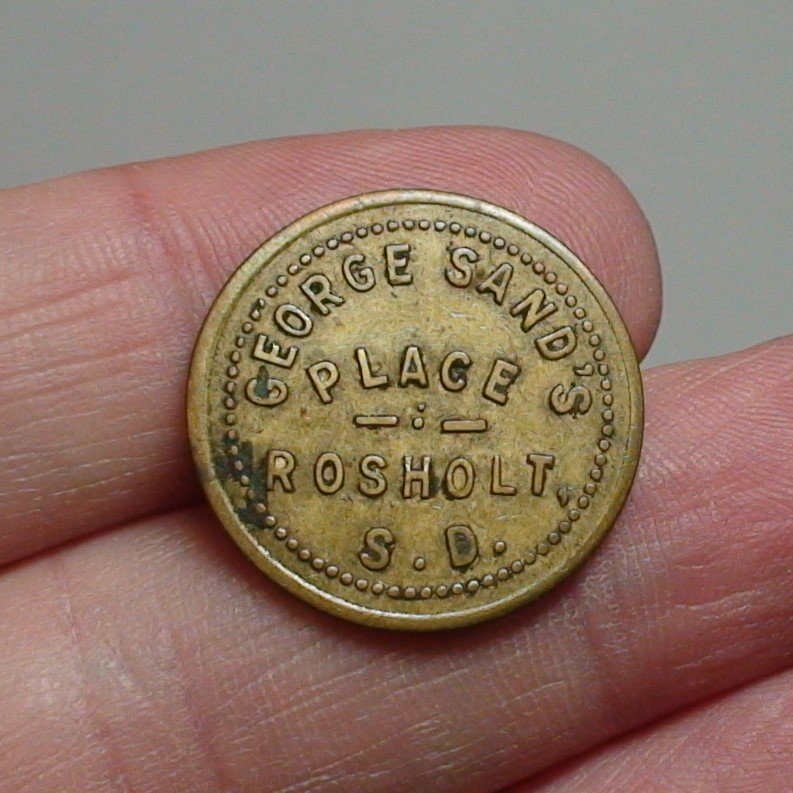 GEORGE SAND'S
PLACE
—:—
ROSHOLT,
S.D.